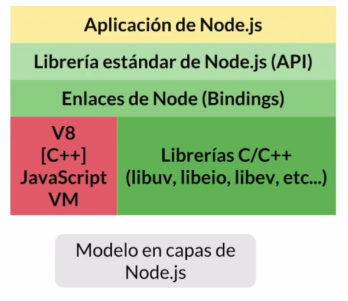 Aplicación de Node.js
Librería estándar de Node.js (API)
Enlaces de Node (Bindings)
V8
[C++]
JavaScript
VM
Librerías C/C++
(libuv, libeio, libev, etc...)
Modelo en capas de
Node.js